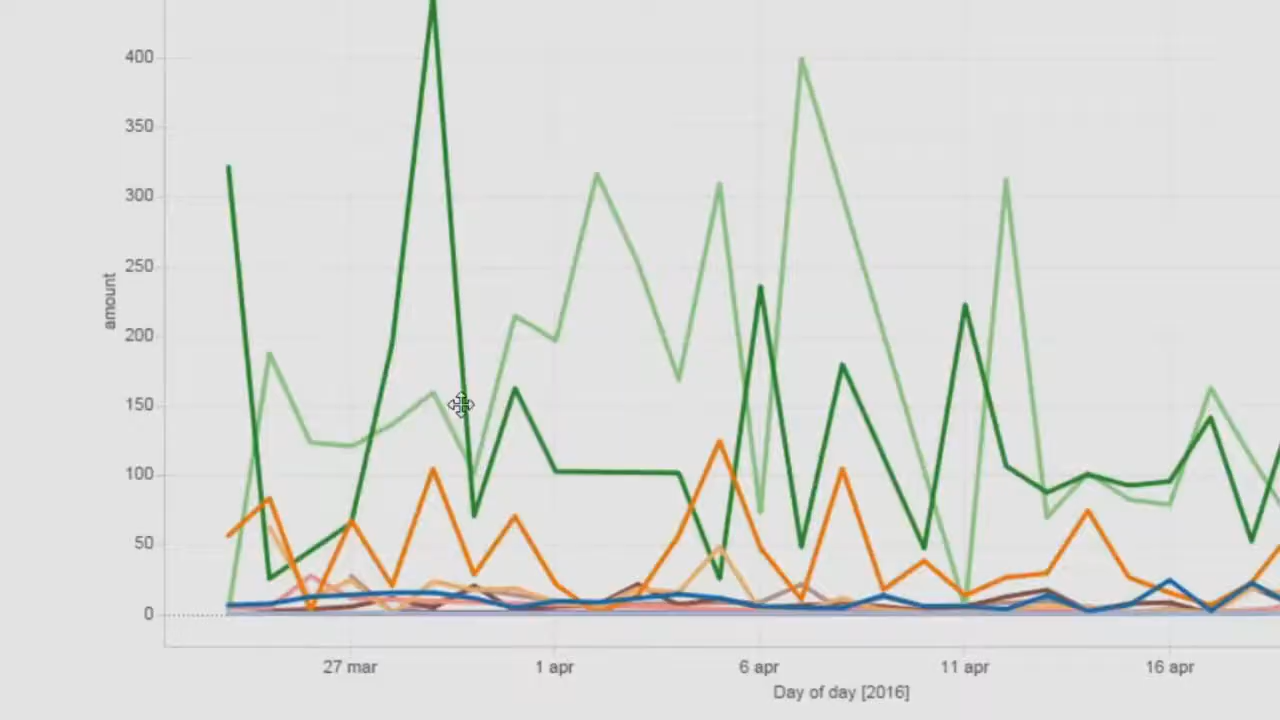 400
350
300
250
200
150
100
50
0
amount
27 mar
1 apr
6 apr
11 apr
16 apr
Day of day [2016]